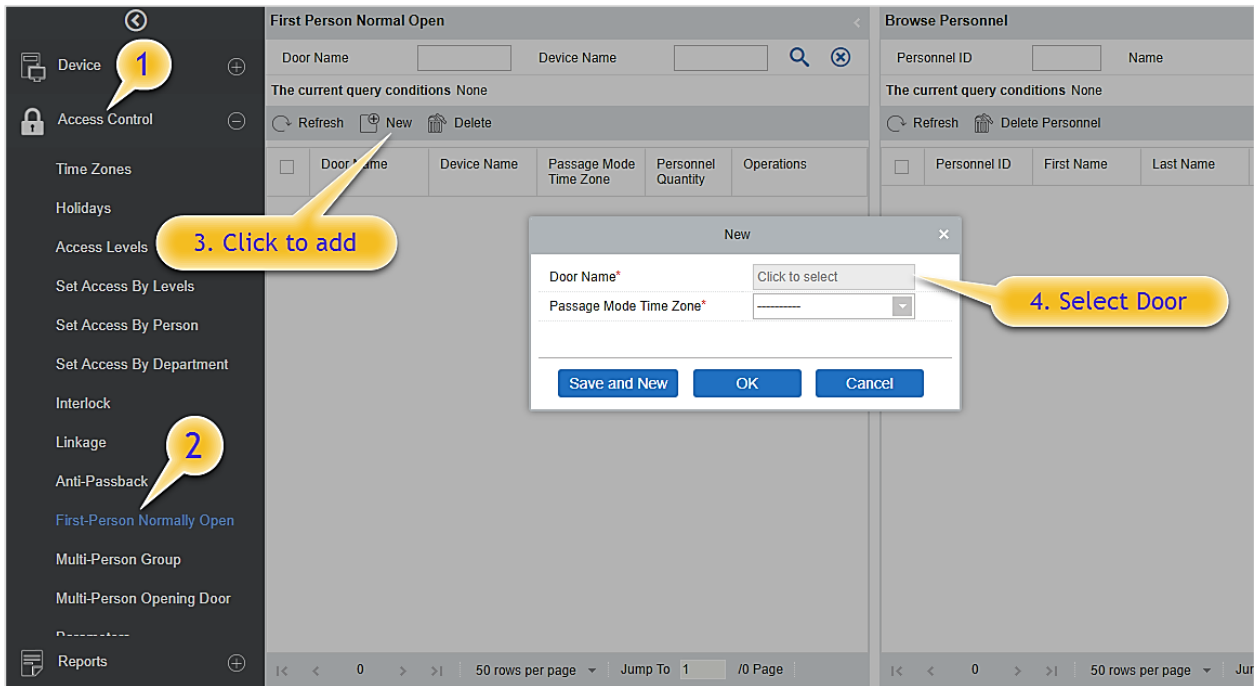 1
Device
Access Control
Time Zones
Holidays
Access Levels
Set Access By Levels
Set Access By Person
Set Access By Department
Interlock
Linkage
2
Anti-Passback
First-Person Normally Open
Multi-Person Group
Multi-Person Opening Door
Parameters
Reports
First Person Normal Open
Door Name
Device Name
The current query conditions None
Refresh New Delete
Door Name Device Name Passage Mode Time Zone Personnel Quantity Operations
3. Click to add
New
Door Name* Click to select
Passage Mode Time Zone* ----------
Save and New OK Cancel
4. Select Door
0 50 rows per page Jump To 1 /0 Page
Browse Personnel
Personnel ID Name
The current query conditions None
Refresh Delete Personnel
Personnel ID First Name Last Name
0 50 rows per page Jur